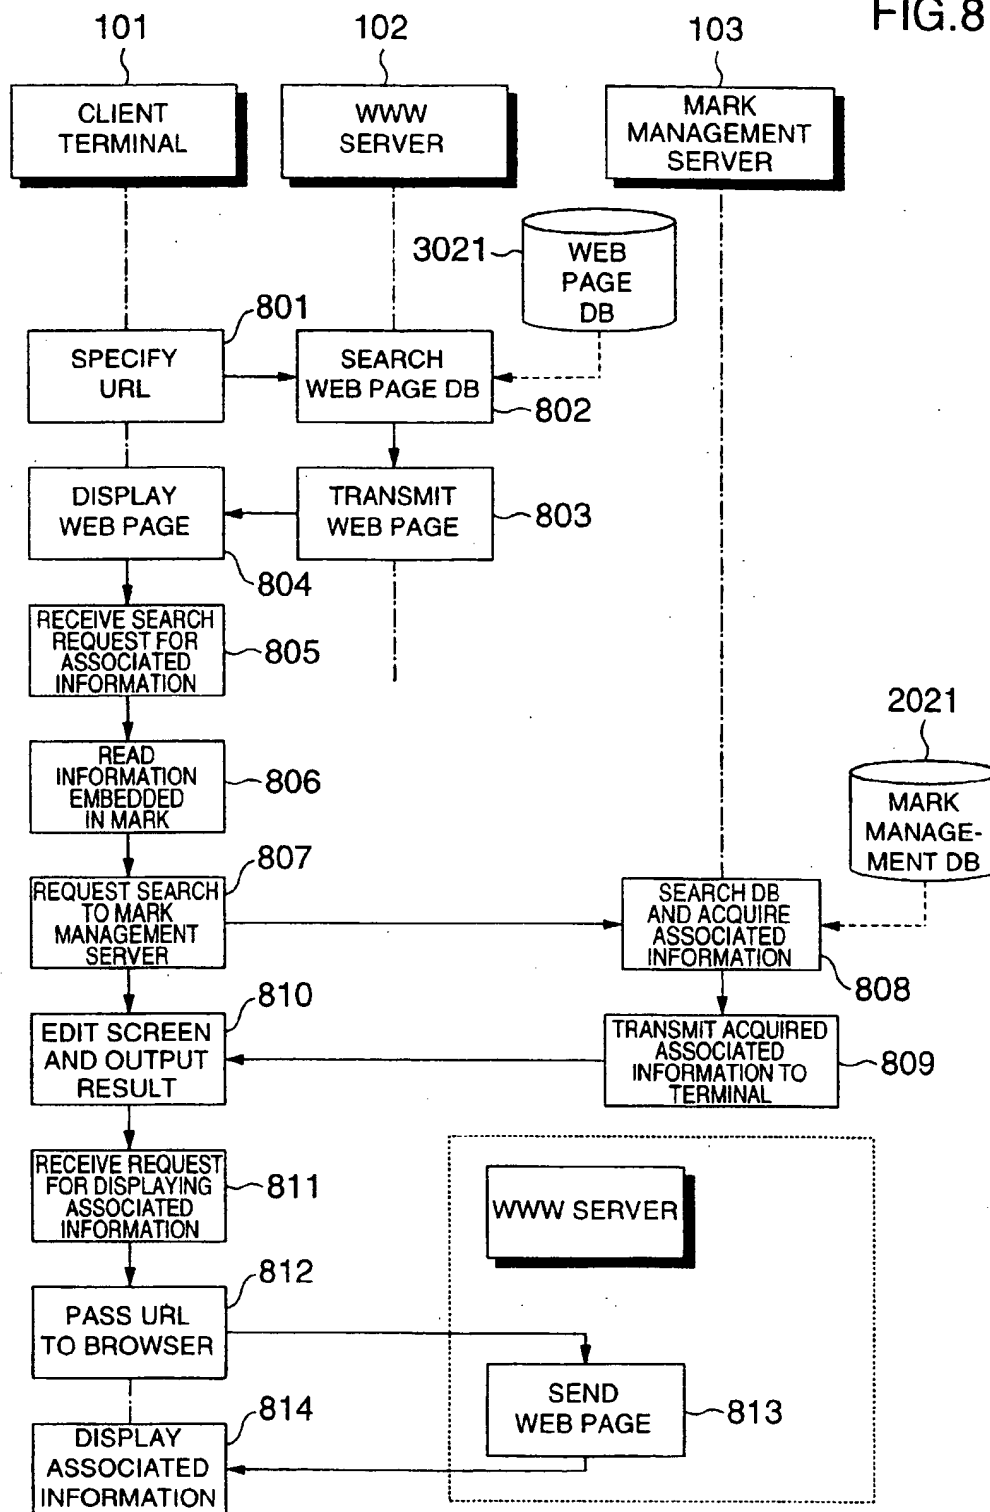 FIG.8
101
102
103
CLIENT
TERMINAL
WWW
SERVER
MARK
MANAGEMENT
SERVER
3021
WEB
PAGE
DB
801
SPECIFY
URL
SEARCH
WEB PAGE DB
802
DISPLAY
WEB PAGE
TRANSMIT
WEB PAGE
803
804
RECEIVE SEARCH
REQUEST FOR
ASSOCIATED
INFORMATION
805
READ
INFORMATION
EMBEDDED
IN MARK
806
2021
MARK
MANAGE-
MENT DB
807
REQUEST SEARCH
TO MARK
MANAGEMENT
SERVER
SEARCH DB
AND ACQUIRE
ASSOCIATED
INFORMATION
808
810
EDIT SCREEN
AND OUTPUT
RESULT
TRANSMIT ACQUIRED
ASSOCIATED
INFORMATION TO
TERMINAL
809
RECEIVE REQUEST
FOR DISPLAYING
ASSOCIATED
INFORMATION
811
WWW SERVER
812
PASS URL
TO BROWSER
SEND
WEB PAGE
813
814
DISPLAY
ASSOCIATED
INFORMATION